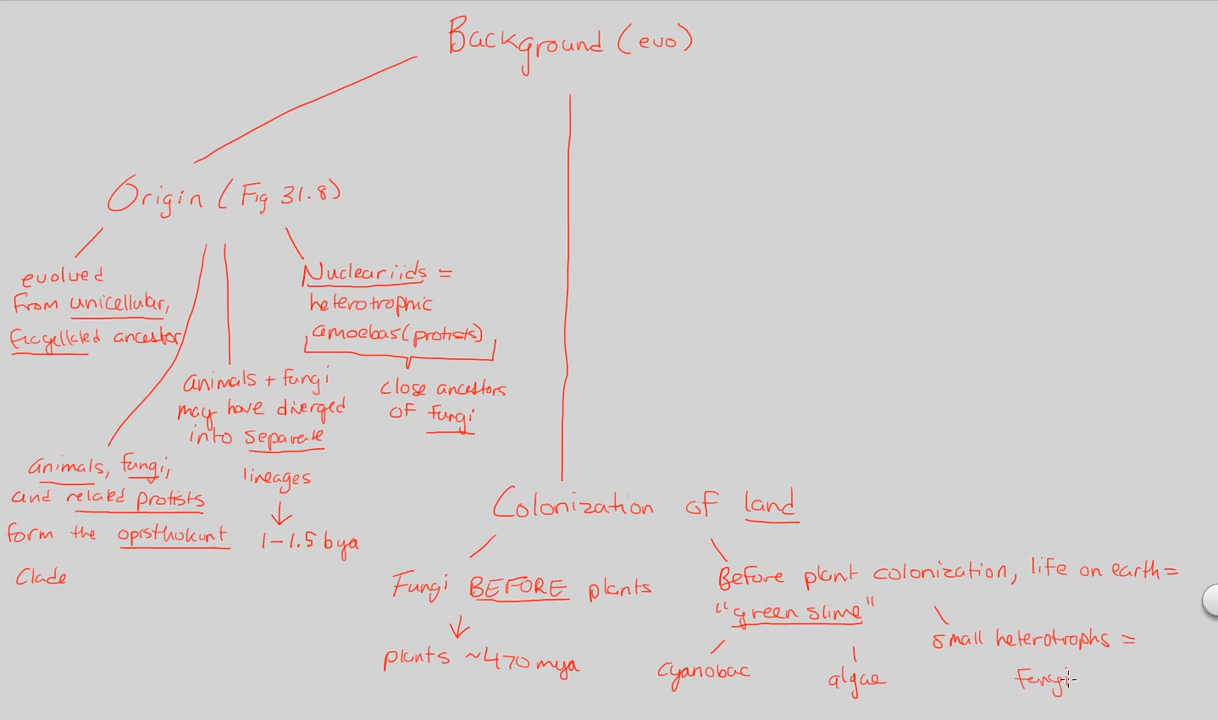 Background (evo)
Origin (Fig 31.8)
evolved
from unicellular,
flagellated ancestor
animals, fungi,
and related protists
form the opisthokunt
Clade
animals + fungi
may have diverged
into separate
lineages
1-1.5 bya
Nucleariids =
heterotrophic
amoebas (protists)
close ancestors
of fungi
Colonization of land
Fungi BEFORE plants
plants ~470 mya
Before plant colonization, life on earth =
"green slime"
cyanobac
algae
small heterotrophs =
Fungi